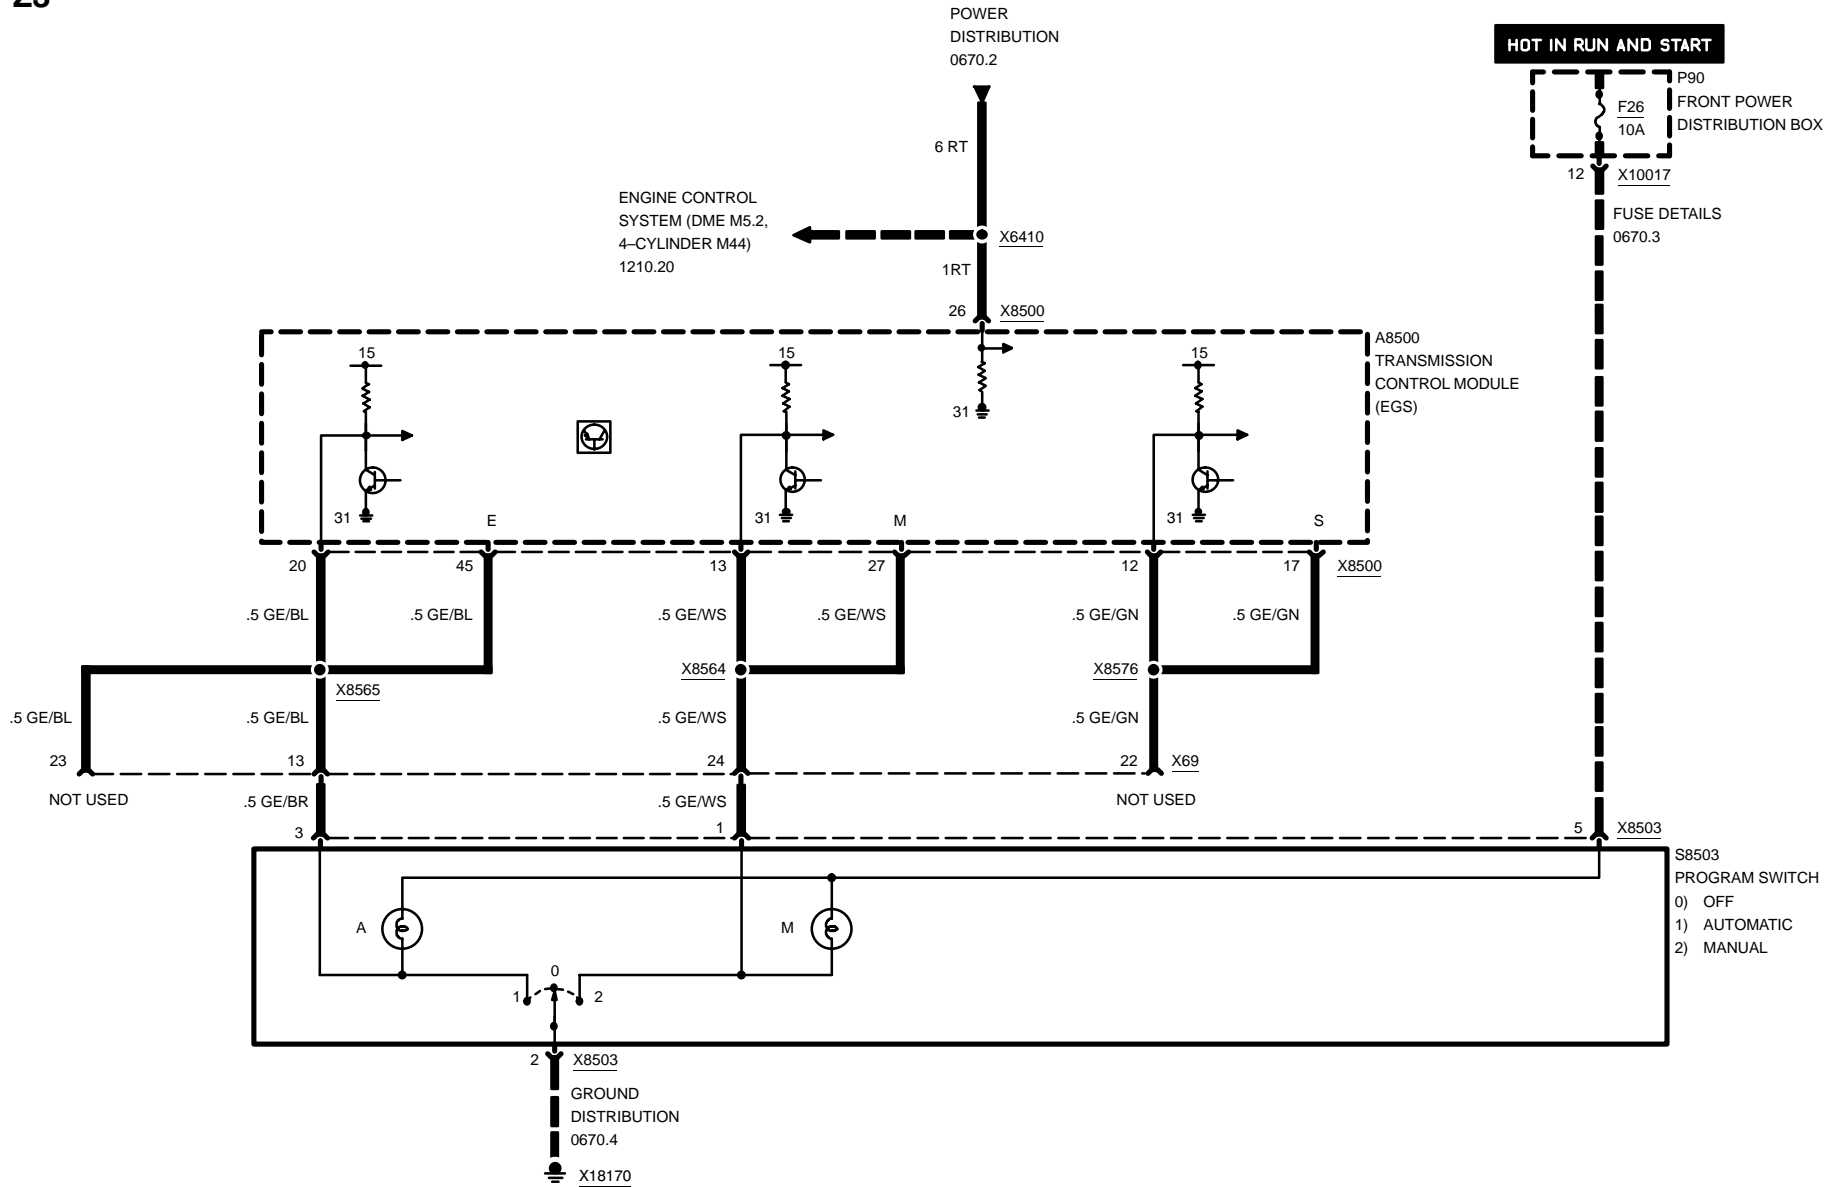 POWER
DISTRIBUTION
0670.2
HOT IN RUN AND START
P90
FRONT POWER
DISTRIBUTION BOX
F26
10A
12
X10017
FUSE DETAILS
0670.3
6 RT
ENGINE CONTROL
SYSTEM (DME M5.2,
4–CYLINDER M44)
1210.20
X6410
1RT
26
X8500
A8500
TRANSMISSION
CONTROL MODULE
(EGS)
15
15
15
31
31
31
31
E
M
S
20
45
13
27
12
17
X8500
.5 GE/BL
.5 GE/BL
.5 GE/WS
.5 GE/WS
.5 GE/GN
.5 GE/GN
X8565
X8564
X8576
.5 GE/BL
.5 GE/BL
.5 GE/WS
.5 GE/GN
23
13
24
22
X69
NOT USED
.5 GE/BR
.5 GE/WS
NOT USED
3
1
5
X8503
S8503
PROGRAM SWITCH
0) OFF
1) AUTOMATIC
2) MANUAL
A
M
0
1
2
2
X8503
GROUND
DISTRIBUTION
0670.4
X18170